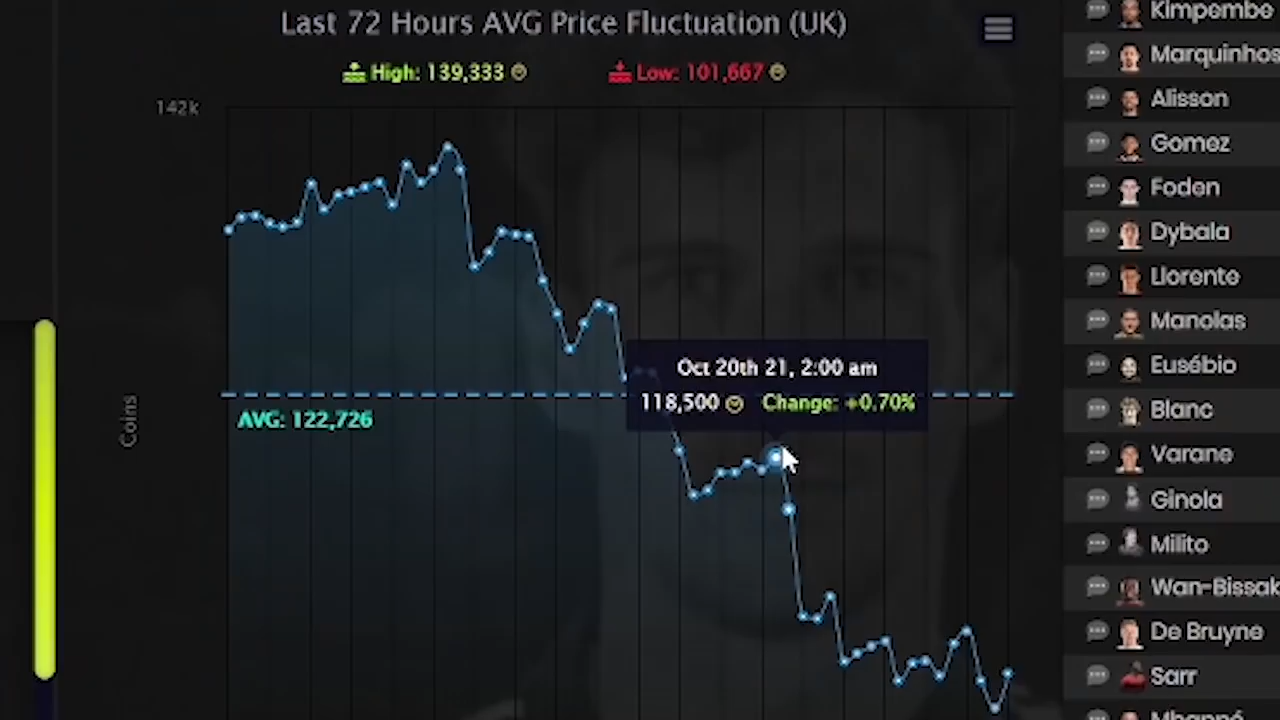 Last 72 Hours AVG Price Fluctuation (UK)
High: 139,333
Low: 101,667
142k
Coins
AVG: 122,726
Oct 20th 21, 2:00 am
118,500 Change: +0.70%
Kimpembe
Marquinhos
Alisson
Gomez
Foden
Dybala
Llorente
Manolas
Eusébio
Blanc
Varane
Ginola
Milito
Wan-Bissak
De Bruyne
Sarr